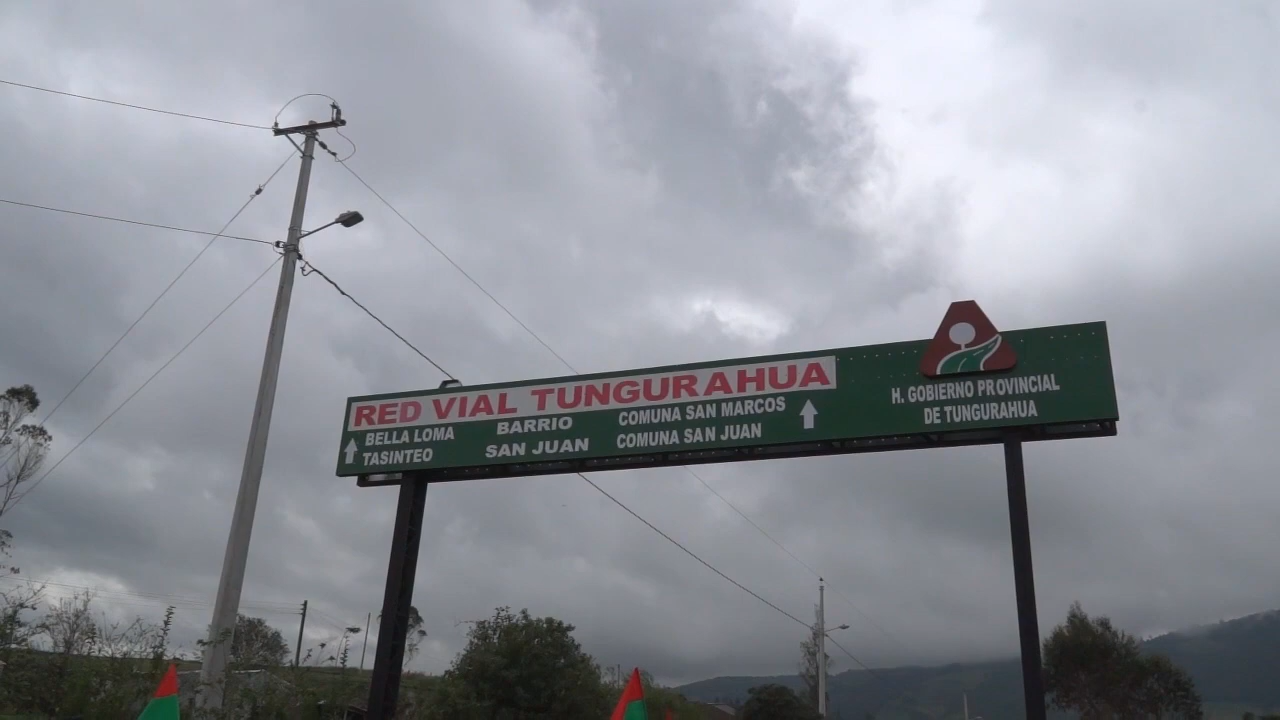 RED VIAL TUNGURAHUA
BELLA LOMA
TASINTEO
BARRIO
SAN JUAN
COMUNA SAN MARCOS
COMUNA SAN JUAN
H. GOBIERNO PROVINCIAL
DE TUNGURAHUA